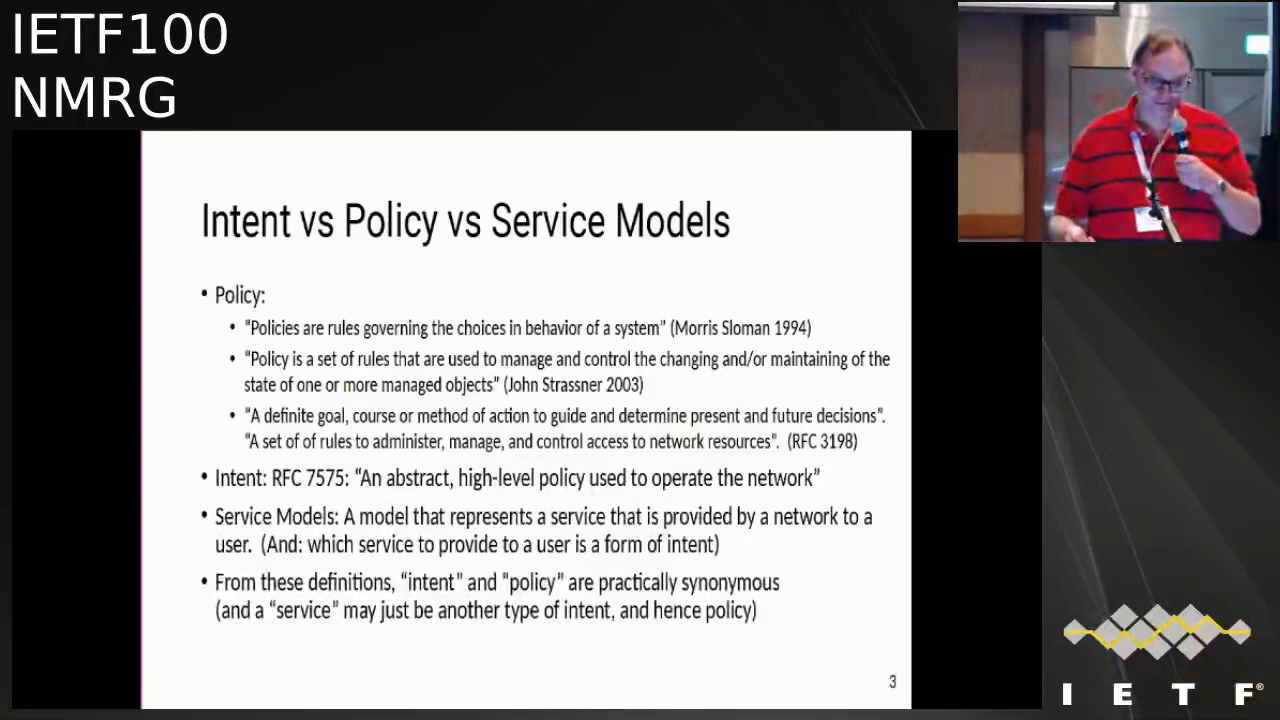 IETF100
NMRG
Intent vs Policy vs Service Models
• Policy:
• “Policies are rules governing the choices in behavior of a system” (Morris Sloman 1994)
• “Policy is a set of rules that are used to manage and control the changing and/or maintaining of the
state of one or more managed objects” (John Strassner 2003)
• “A definite goal, course or method of action to guide and determine present and future decisions”.
“A set of of rules to administer, manage, and control access to network resources”. (RFC 3198)
• Intent: RFC 7575: “An abstract, high-level policy used to operate the network”
• Service Models: A model that represents a service that is provided by a network to a
user. (And: which service to provide to a user is a form of intent)
• From these definitions, “intent” and "policy” are practically synonymous
(and a “service” may just be another type of intent, and hence policy)
3
I E T F®